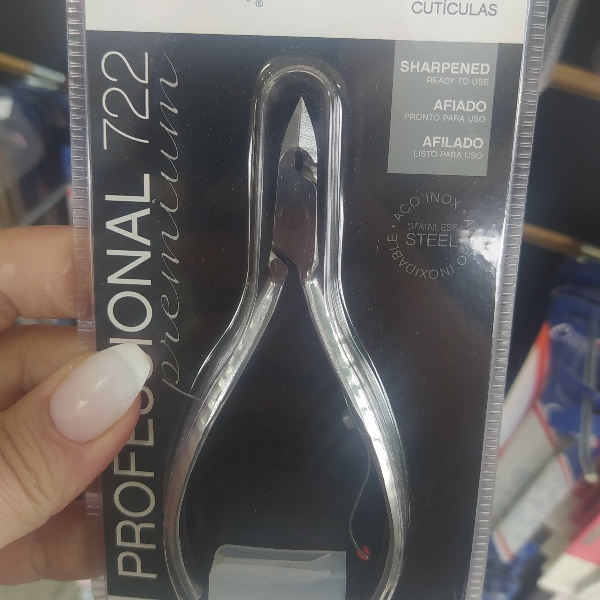 ®
CUTÍCULAS
SHARPENED
READY TO USE
AFIADO
PRONTO PARA USO
AFILADO
LISTO PARA USO
PROFESSIONAL 722
premium
AÇO INOX • ACERO INOXIDABLE •
STAINLESS
STEEL